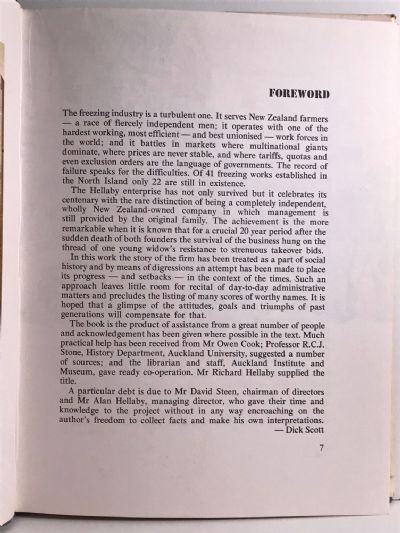 FOREWORD
The freezing industry is a turbulent one. It serves New Zealand farmers
— a race of fiercely independent men; it operates with one of the
hardest working, most efficient — and best unionised — work forces in
the world; and it battles in markets where multinational giants
dominate, where prices are never stable, and where tariffs, quotas and
even exclusion orders are the language of governments. The record of
failure speaks for the difficulties. Of 41 freezing works established in
the North Island only 22 are still in existence.
The Hellaby enterprise has not only survived but it celebrates its
centenary with the rare distinction of being a completely independent,
wholly New Zealand-owned company in which management is
still provided by the original family. The achievement is the more
remarkable when it is known that for a crucial 20 year period after the
sudden death of both founders the survival of the business hung on the
thread of one young widow's resistance to strenuous takeover bids.
In this work the story of the firm has been treated as a part of social
history and by means of digressions an attempt has been made to place
its progress — and setbacks — in the context of the times. Such an
approach leaves little room for recital of day-to-day administrative
matters and precludes the listing of many scores of worthy names. It is
hoped that a glimpse of the attitudes, goals and triumphs of past
generations will compensate for that.
The book is the product of assistance from a great number of people
and acknowledgement has been given where possible in the text. Much
practical help has been received from Mr Owen Cook; Professor R.C.J.
Stone, History Department, Auckland University, suggested a number
of sources; and the librarian and staff, Auckland Institute and
Museum, gave ready co-operation. Mr Richard Hellaby supplied the
title.
A particular debt is due to Mr David Steen, chairman of directors
and Mr Alan Hellaby, managing director, who gave their time and
knowledge to the project without in any way encroaching on the
author's freedom to collect facts and make his own interpretations.
— Dick Scott
7